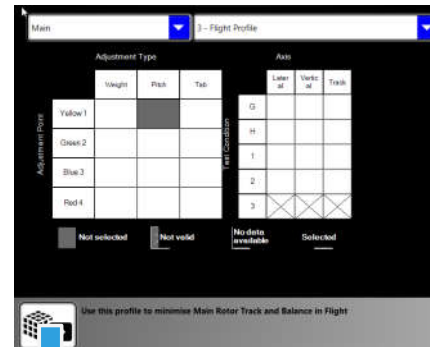 Main
3 - Flight Profile
Adjustment Type
Axis
Weight
Pitch
Tab
Later
al
Vertic
al
Track
Adjustment Point
Test Condition
Yellow 1
Green 2
Blue 3
Red 4
G
H
1
2
3
Not selected
Not valid
No data
available
Selected
Use this profile to minimise Main Rotor Track and Balance in Flight